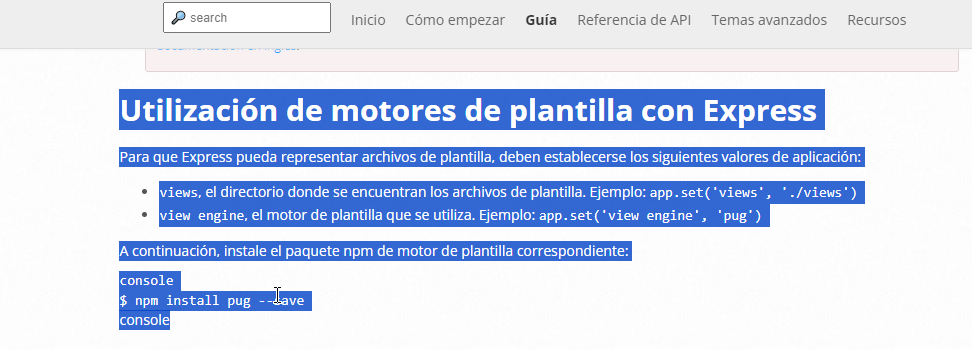 search
Inicio Cómo empezar Guía Referencia de API Temas avanzados Recursos
Utilización de motores de plantilla con Express
Para que Express pueda representar archivos de plantilla, deben establecerse los siguientes valores de aplicación:
• views, el directorio donde se encuentran los archivos de plantilla. Ejemplo: app.set('views', './views')
• view engine, el motor de plantilla que se utiliza. Ejemplo: app.set('view engine', 'pug')
A continuación, instale el paquete npm de motor de plantilla correspondiente:
console
$ npm install pug --save
console